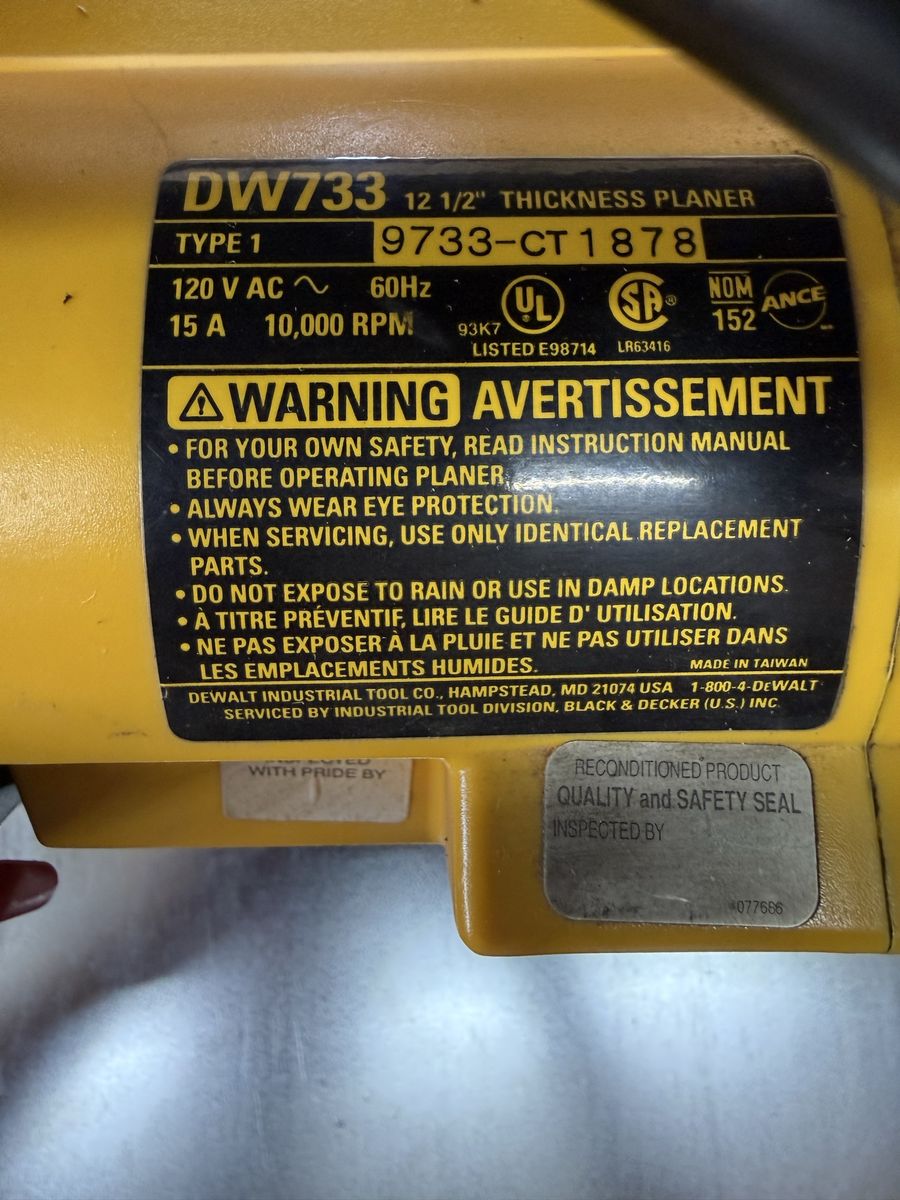 DW733 12 1/2" THICKNESS PLANER
TYPE 1 9733-CT1878
120 V AC ~ 60Hz
15 A 10,000 RPM
93K7 UL
LISTED E98714
SA ®
LR63416
NOM
152
ANCE
WARNING AVERTISSEMENT
• FOR YOUR OWN SAFETY, READ INSTRUCTION MANUAL
BEFORE OPERATING PLANER
• ALWAYS WEAR EYE PROTECTION.
• WHEN SERVICING, USE ONLY IDENTICAL REPLACEMENT
PARTS.
• DO NOT EXPOSE TO RAIN OR USE IN DAMP LOCATIONS.
• À TITRE PRÉVENTIF, LIRE LE GUIDE D' UTILISATION.
• NE PAS EXPOSER À LA PLUIE ET NE PAS UTILISER DANS
LES EMPLACEMENTS HUMIDES.
MADE IN TAIWAN
DEWALT INDUSTRIAL TOOL CO., HAMPSTEAD, MD 21074 USA 1-800-4-DEWALT
SERVICED BY INDUSTRIAL TOOL DIVISION, BLACK & DECKER (U.S.) INC
INSPECTED
WITH PRIDE BY
RECONDITIONED PRODUCT
QUALITY and SAFETY SEAL
INSPECTED BY